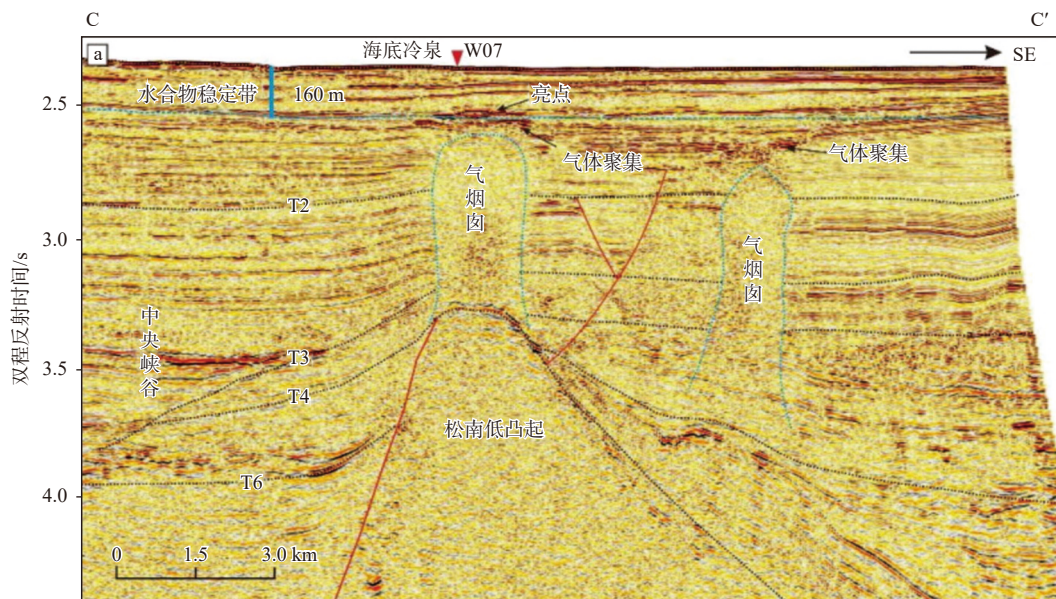 C
C′
a
海底冷泉
W07
SE
2.5
水合物稳定带
160 m
亮点
气体聚集
气体聚集
气烟囱
T2
3.0
气烟囱
双程反射时间/s
中央峡谷
T3
3.5
T4
松南低凸起
T6
4.0
0
1.5
3.0 km